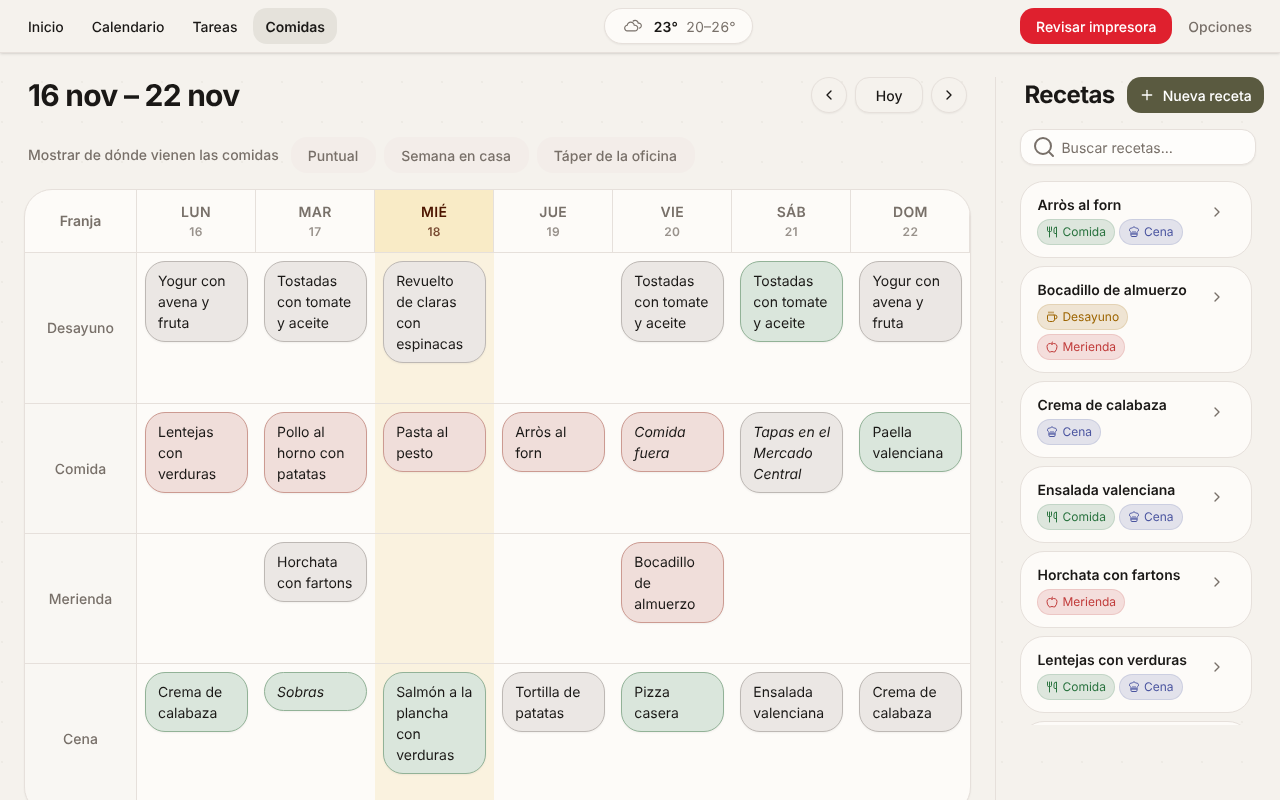 Inicio
Calendario
Tareas
Comidas
23° 20–26°
Revisar impresora
Opciones
16 nov – 22 nov
Hoy
Mostrar de dónde vienen las comidas
Puntual
Semana en casa
Táper de la oficina
Franja
LUN
16
MAR
17
MIÉ
18
JUE
19
VIE
20
SÁB
21
DOM
22
Desayuno
Yogur con
avena y
fruta
Tostadas
con tomate
y aceite
Revuelto
de claras
con
espinacas
Tostadas
con tomate
y aceite
Tostadas
con tomate
y aceite
Yogur con
avena y
fruta
Comida
Lentejas
con
verduras
Pollo al
horno con
patatas
Pasta al
pesto
Arròs al
forn
Comida
fuera
Tapas en el
Mercado
Central
Paella
valenciana
Merienda
Horchata
con fartons
Bocadillo
de
almuerzo
Cena
Crema de
calabaza
Sobras
Salmón a la
plancha
con
verduras
Tortilla de
patatas
Pizza
casera
Ensalada
valenciana
Crema de
calabaza
Recetas
Nueva receta
Buscar recetas...
Arròs al forn
Comida
Cena
Bocadillo de almuerzo
Desayuno
Merienda
Crema de calabaza
Cena
Ensalada valenciana
Comida
Cena
Horchata con fartons
Merienda
Lentejas con verduras
Comida
Cena